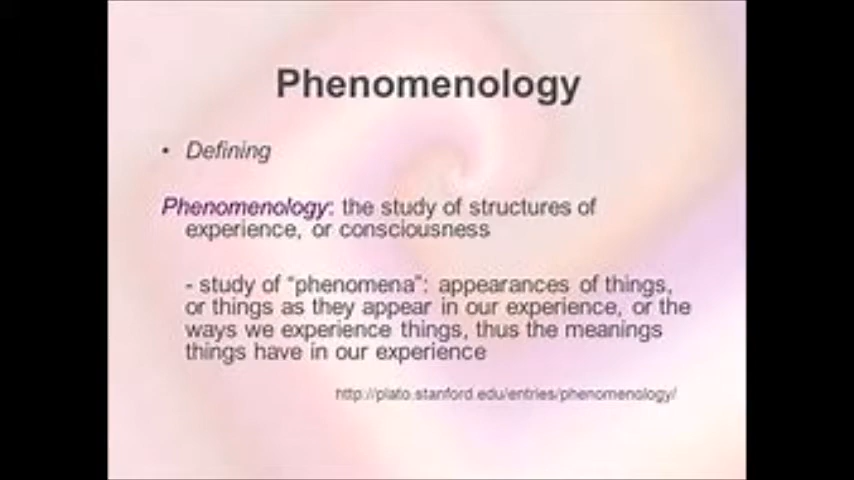 Phenomenology
• Defining
Phenomenology: the study of structures of
experience, or consciousness
- study of “phenomena”: appearances of things,
or things as they appear in our experience, or the
ways we experience things, thus the meanings
things have in our experience
http://plato.stanford.edu/entries/phenomenology/